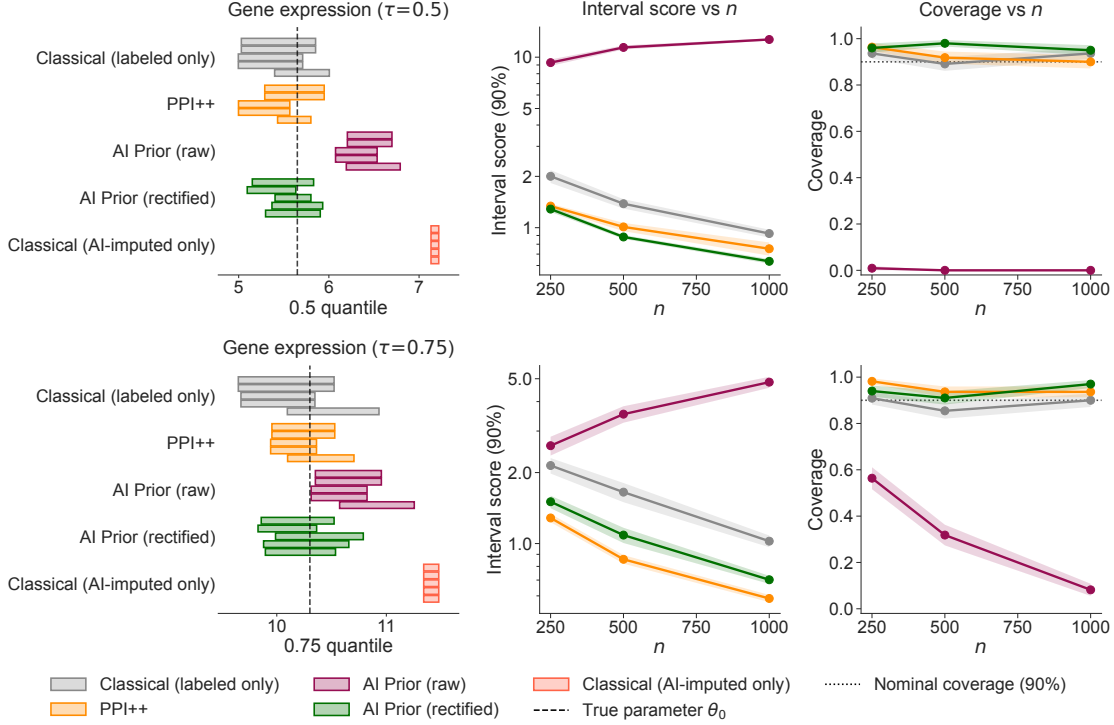 Gene expression (τ=0.5)
Classical (labeled only)
PPI++
AI Prior (raw)
AI Prior (rectified)
Classical (AI-imputed only)
5 6 7
0.5 quantile
Interval score vs n
Interval score (90%)
10
5
2
1
250 500 750 1000
n
Coverage vs n
Coverage
1.0
0.8
0.6
0.4
0.2
0.0
250 500 750 1000
n
Gene expression (τ=0.75)
Classical (labeled only)
PPI++
AI Prior (raw)
AI Prior (rectified)
Classical (AI-imputed only)
10 11
0.75 quantile
Interval score (90%)
5.0
2.0
1.0
250 500 750 1000
n
Coverage
1.0
0.8
0.6
0.4
0.2
0.0
250 500 750 1000
n
Classical (labeled only)
PPI++
AI Prior (raw)
AI Prior (rectified)
Classical (AI-imputed only)
True parameter θ₀
Nominal coverage (90%)